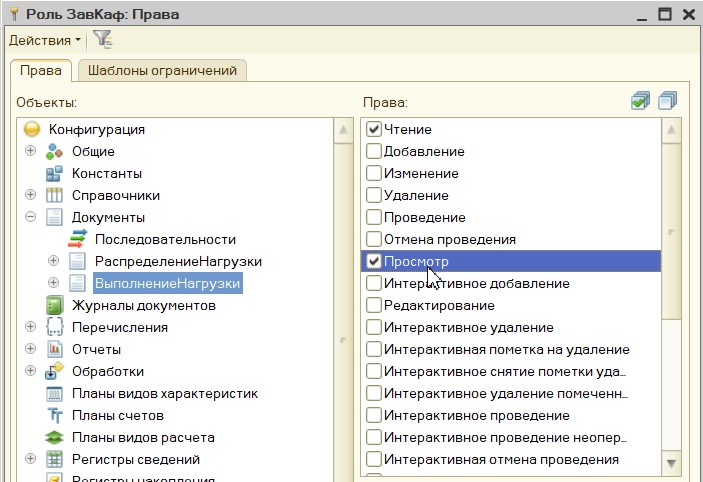 Роль ЗавКаф: Права
Действия
Права
Шаблоны ограничений
Объекты:
Конфигурация
Общие
Константы
Справочники
Документы
Последовательности
РаспределениеНагрузки
ВыполнениеНагрузки
Журналы документов
Перечисления
Отчеты
Обработки
Планы видов характеристик
Планы счетов
Планы видов расчета
Регистры сведений
Регистры накопления
Права:
Чтение
Добавление
Изменение
Удаление
Проведение
Отмена проведения
Просмотр
Интерактивное добавление
Редактирование
Интерактивное удаление
Интерактивная пометка на удаление
Интерактивное снятие пометки уда...
Интерактивное удаление помеченн...
Интерактивное проведение
Интерактивное проведение неопер...
Интерактивная отмена проведения